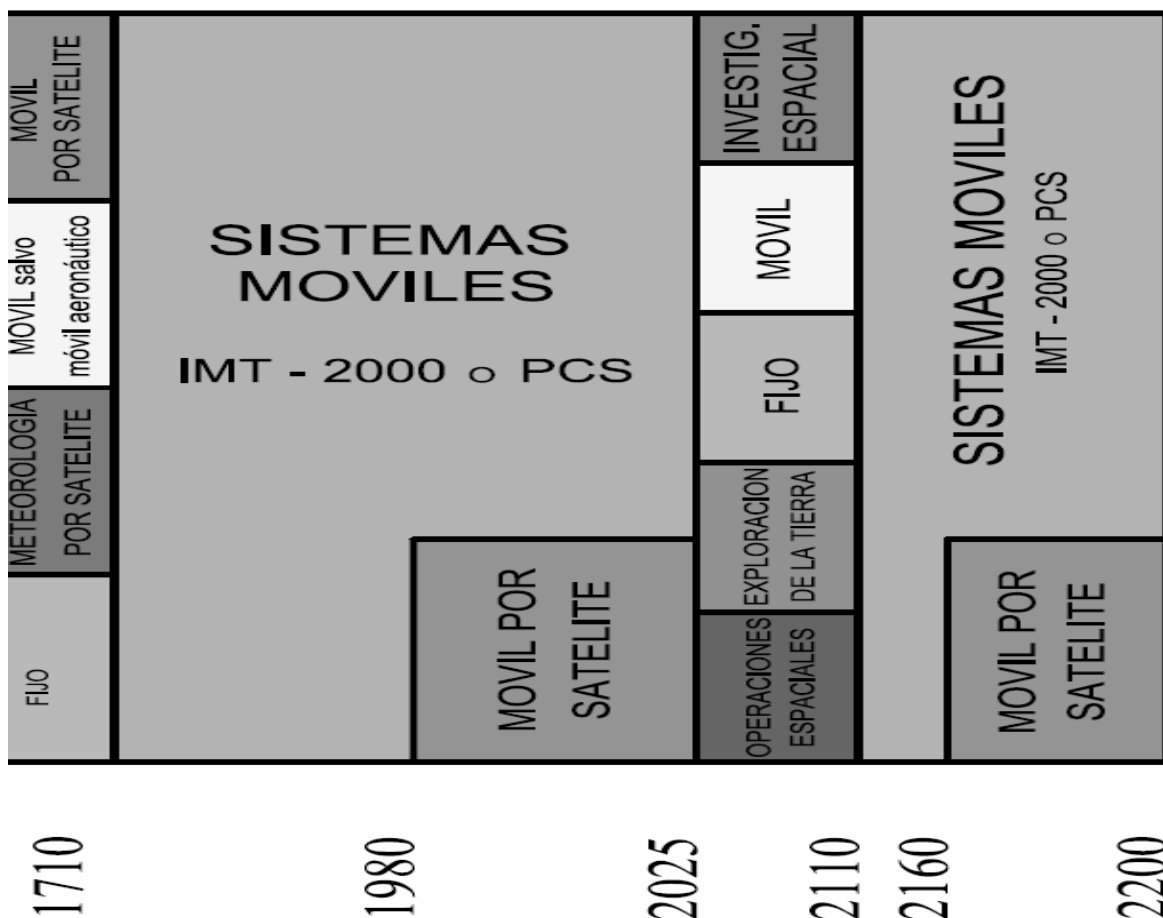 MOVIL
POR SATELITE
MOVIL salvo
móvil aeronáutico
METEOROLOGIA
POR SATELITE
FIJO
SISTEMAS
MOVILES
IMT - 2000 o PCS
MOVIL POR
SATELITE
INVESTIG.
ESPACIAL
MOVIL
FIJO
EXPLORACION
DE LA TIERRA
OPERACIONES
ESPACIALES
SISTEMAS MOVILES
IMT - 2000 o PCS
MOVIL POR
SATELITE
1710
1980
2025
2110
2160
2200